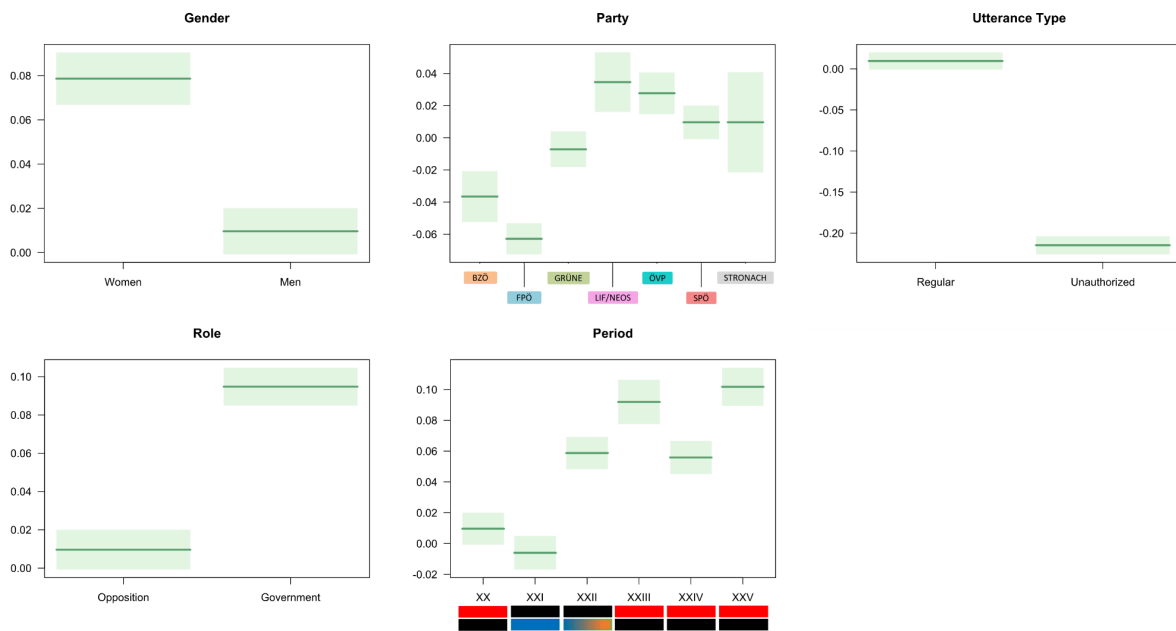 Gender
0.08
0.06
0.04
0.02
0.00
Women Men
Party
0.04
0.02
0.00
-0.02
-0.04
-0.06
BZÖ GRÜNE ÖVP STRONACH
FPÖ LIF/NEOS SPÖ
Utterance Type
0.00
-0.05
-0.10
-0.15
-0.20
Regular Unauthorized
Role
0.10
0.08
0.06
0.04
0.02
0.00
Opposition Government
Period
0.10
0.08
0.06
0.04
0.02
0.00
-0.02
XX XXI XXII XXIII XXIV XXV